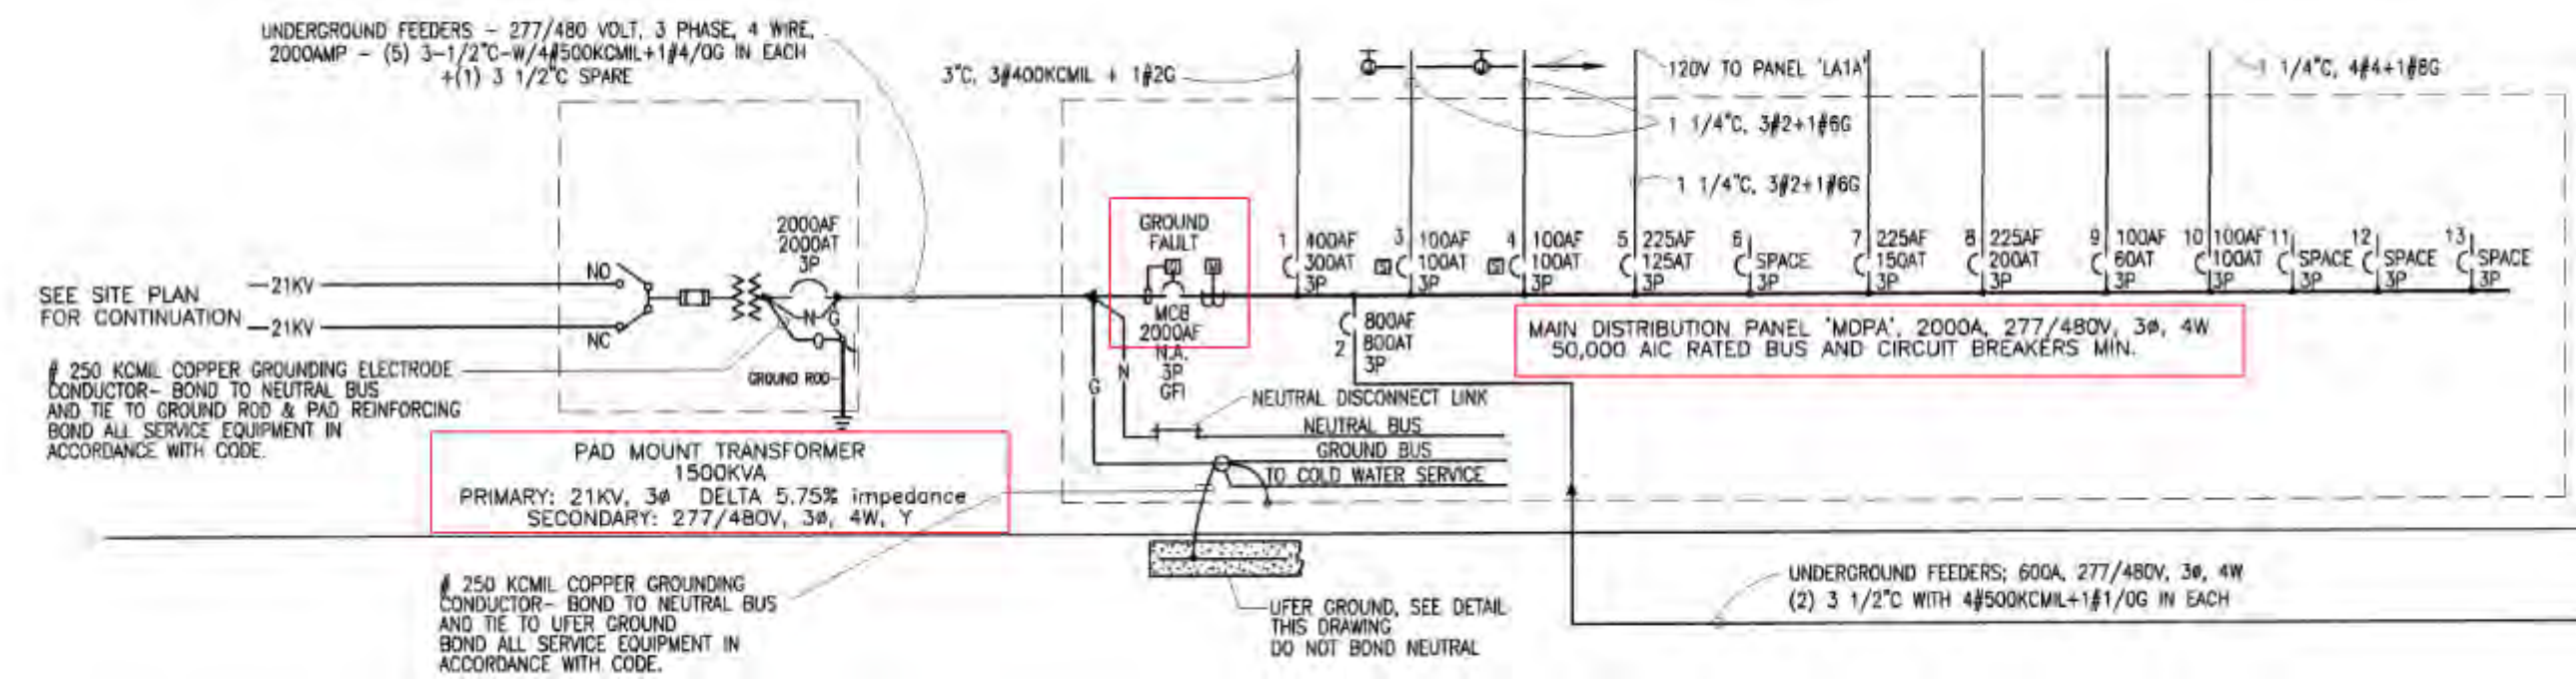 UNDERGROUND FEEDERS - 277/480 VOLT, 3 PHASE, 4 WIRE,
2000AMP - (5) 3-1/2"C-W/4#500KCMIL+1#4/0G IN EACH
+(1) 3 1/2"C SPARE
3"C, 3#400KCMIL + 1#2G
120V TO PANEL 'LA1A'
1 1/4"C, 4#4+1#8G
1 1/4"C, 3#2+1#6G
1 1/4"C, 3#2+1#6G
2000AF
2000AT
3P
NO
NC
N
G
GROUND ROD
SEE SITE PLAN
FOR CONTINUATION
21KV
21KV
# 250 KCMIL COPPER GROUNDING ELECTRODE
CONDUCTOR- BOND TO NEUTRAL BUS
AND TIE TO GROUND ROD & PAD REINFORCING
BOND ALL SERVICE EQUIPMENT IN
ACCORDANCE WITH CODE.
PAD MOUNT TRANSFORMER
1500KVA
PRIMARY: 21KV, 3ø DELTA 5.75% impedance
SECONDARY: 277/480V, 3ø, 4W, Y
GROUND
FAULT
MCB
2000AF
N.A.
3P
GFI
G
N
1
400AF
300AT
3P
2
800AF
800AT
3P
3
100AF
100AT
3P
4
100AF
100AT
3P
5
225AF
125AT
3P
6
SPACE
3P
7
225AF
150AT
3P
8
225AF
200AT
3P
9
100AF
60AT
3P
10
100AF
100AT
3P
11
SPACE
3P
12
SPACE
3P
13
SPACE
3P
MAIN DISTRIBUTION PANEL 'MDPA', 2000A, 277/480V, 3ø, 4W
50,000 AIC RATED BUS AND CIRCUIT BREAKERS MIN.
NEUTRAL DISCONNECT LINK
NEUTRAL BUS
GROUND BUS
TO COLD WATER SERVICE
# 250 KCMIL COPPER GROUNDING
CONDUCTOR- BOND TO NEUTRAL BUS
AND TIE TO UFER GROUND
BOND ALL SERVICE EQUIPMENT IN
ACCORDANCE WITH CODE.
UFER GROUND, SEE DETAIL
THIS DRAWING
DO NOT BOND NEUTRAL
UNDERGROUND FEEDERS; 600A, 277/480V, 3ø, 4W
(2) 3 1/2"C WITH 4#500KCMIL+1#1/0G IN EACH